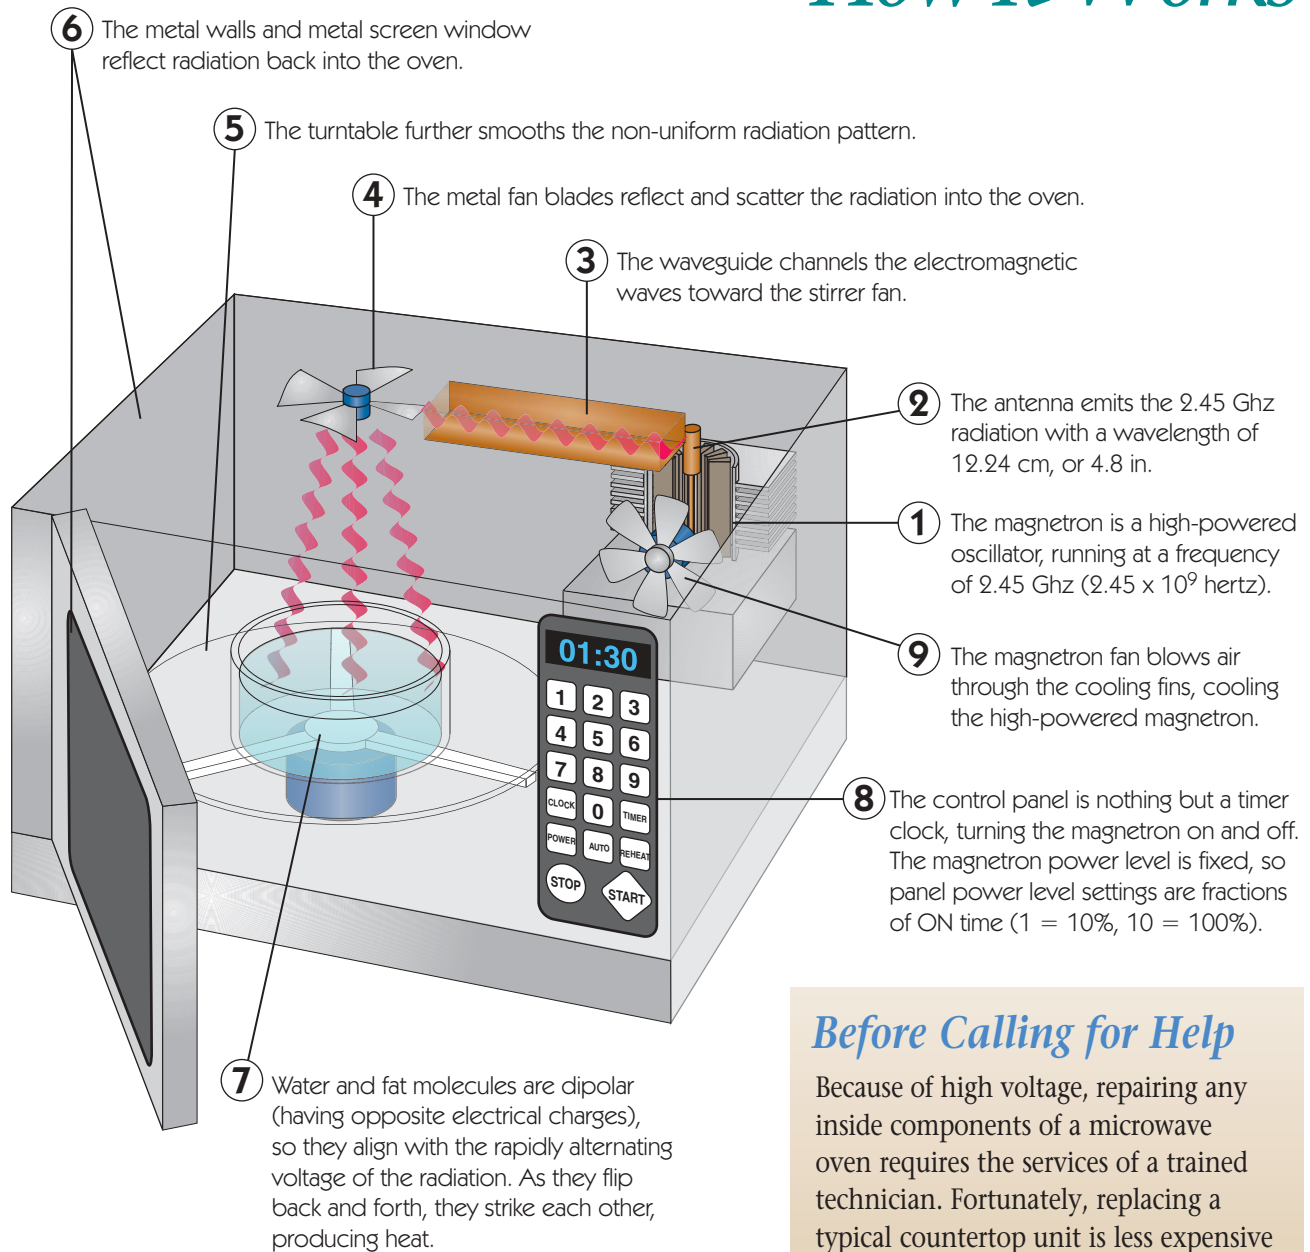 How It Works
6 The metal walls and metal screen window
reflect radiation back into the oven.
5 The turntable further smooths the non-uniform radiation pattern.
4 The metal fan blades reflect and scatter the radiation into the oven.
3 The waveguide channels the electromagnetic
waves toward the stirrer fan.
2 The antenna emits the 2.45 Ghz
radiation with a wavelength of
12.24 cm, or 4.8 in.
1 The magnetron is a high-powered
oscillator, running at a frequency
of 2.45 Ghz (2.45 x 10⁹ hertz).
9 The magnetron fan blows air
through the cooling fins, cooling
the high-powered magnetron.
01:30
1 2 3
4 5 6
7 8 9
CLOCK 0 TIMER
POWER AUTO REHEAT
STOP START
8 The control panel is nothing but a timer
clock, turning the magnetron on and off.
The magnetron power level is fixed, so
panel power level settings are fractions
of ON time (1 = 10%, 10 = 100%).
7 Water and fat molecules are dipolar
(having opposite electrical charges),
so they align with the rapidly alternating
voltage of the radiation. As they flip
back and forth, they strike each other,
producing heat.
Before Calling for Help
Because of high voltage, repairing any
inside components of a microwave
oven requires the services of a trained
technician. Fortunately, replacing a
typical countertop unit is less expensive